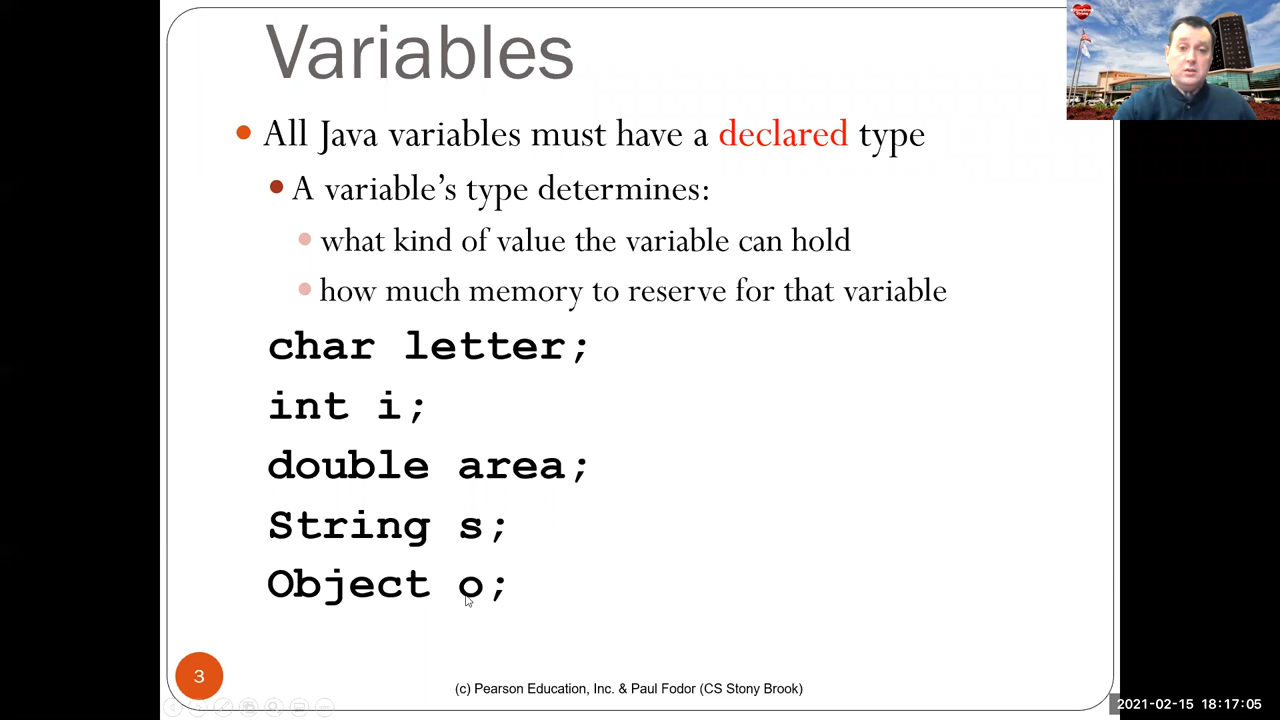 Variables
All Java variables must have a declared type
A variable’s type determines:
what kind of value the variable can hold
how much memory to reserve for that variable
char letter;
int i;
double area;
String s;
Object o;
3
(c) Pearson Education, Inc. & Paul Fodor (CS Stony Brook)
2021-02-15 18:17:05